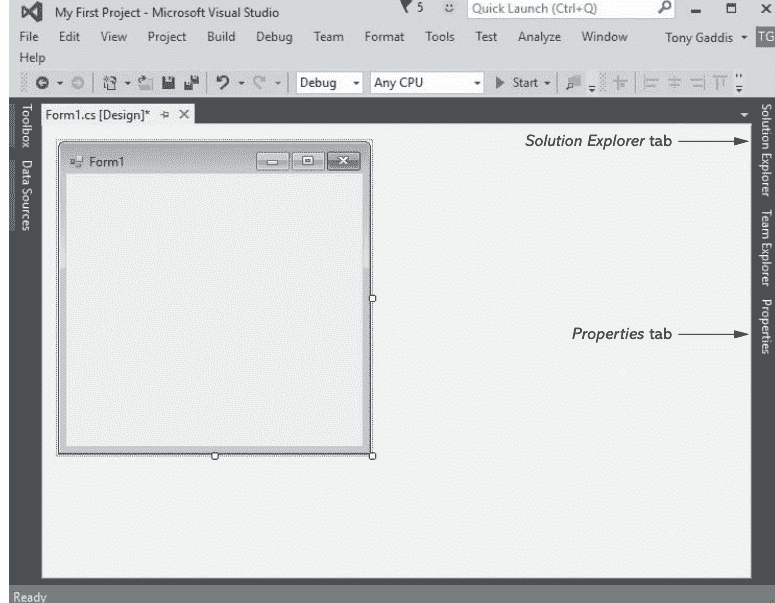 My First Project - Microsoft Visual Studio
5
Quick Launch (Ctrl+Q)
File Edit View Project Build Debug Team Format Tools Test Analyze Window Tony Gaddis TG
Help
Debug Any CPU Start
Toolbox
Data Sources
Form1.cs [Design]*
Form1
Solution Explorer tab
Properties tab
Solution Explorer
Team Explorer
Properties
Ready